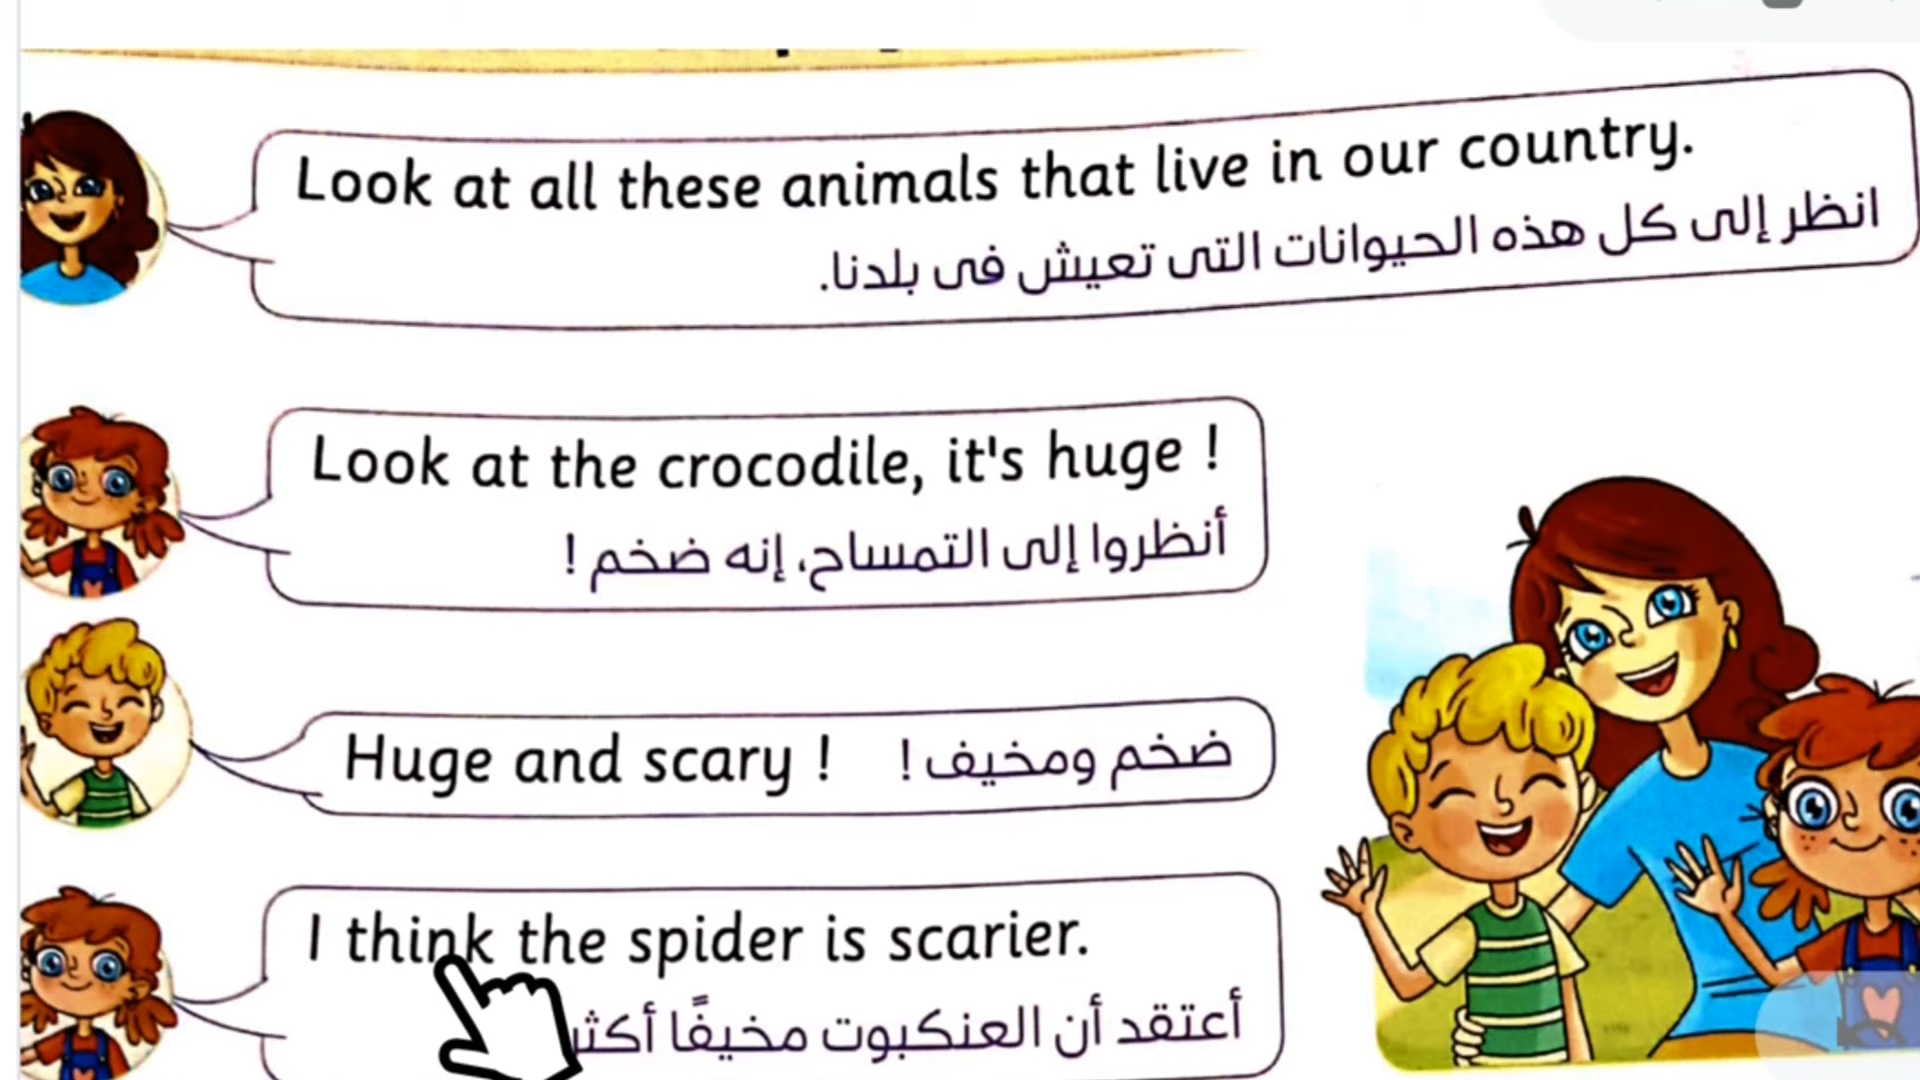 Look at all these animals that live in our country.
انظر إلى كل هذه الحيوانات التى تعيش فى بلدنا.
Look at the crocodile, it's huge !
أنظروا إلى التمساح، إنه ضخم !
Huge and scary ! ضخم ومخيف !
I think the spider is scarier.
أعتقد أن العنكبوت مخيفًا أكثر